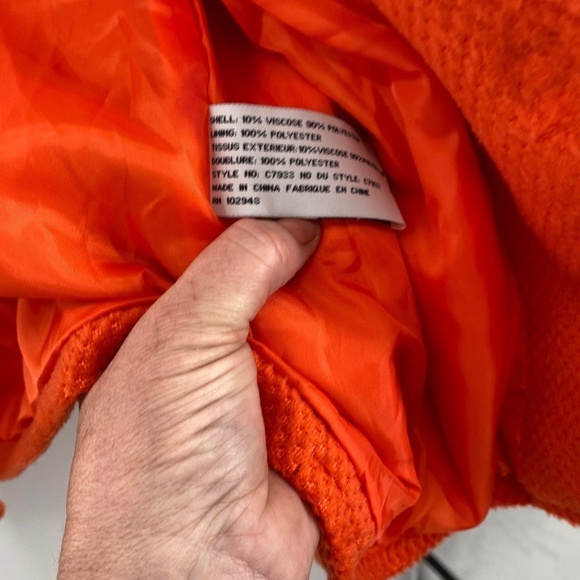 SHELL: 10% VISCOSE 90% POLYESTER
LINING: 100% POLYESTER
TISSUS EXTERIEUR:10%VISCOSE 90%
DOUBLURE: 100% POLYESTER
STYLE NO: C7933 NO DU STYLE: C7933
MADE IN CHINA FABRIQUE EN CHINE
RN 102948